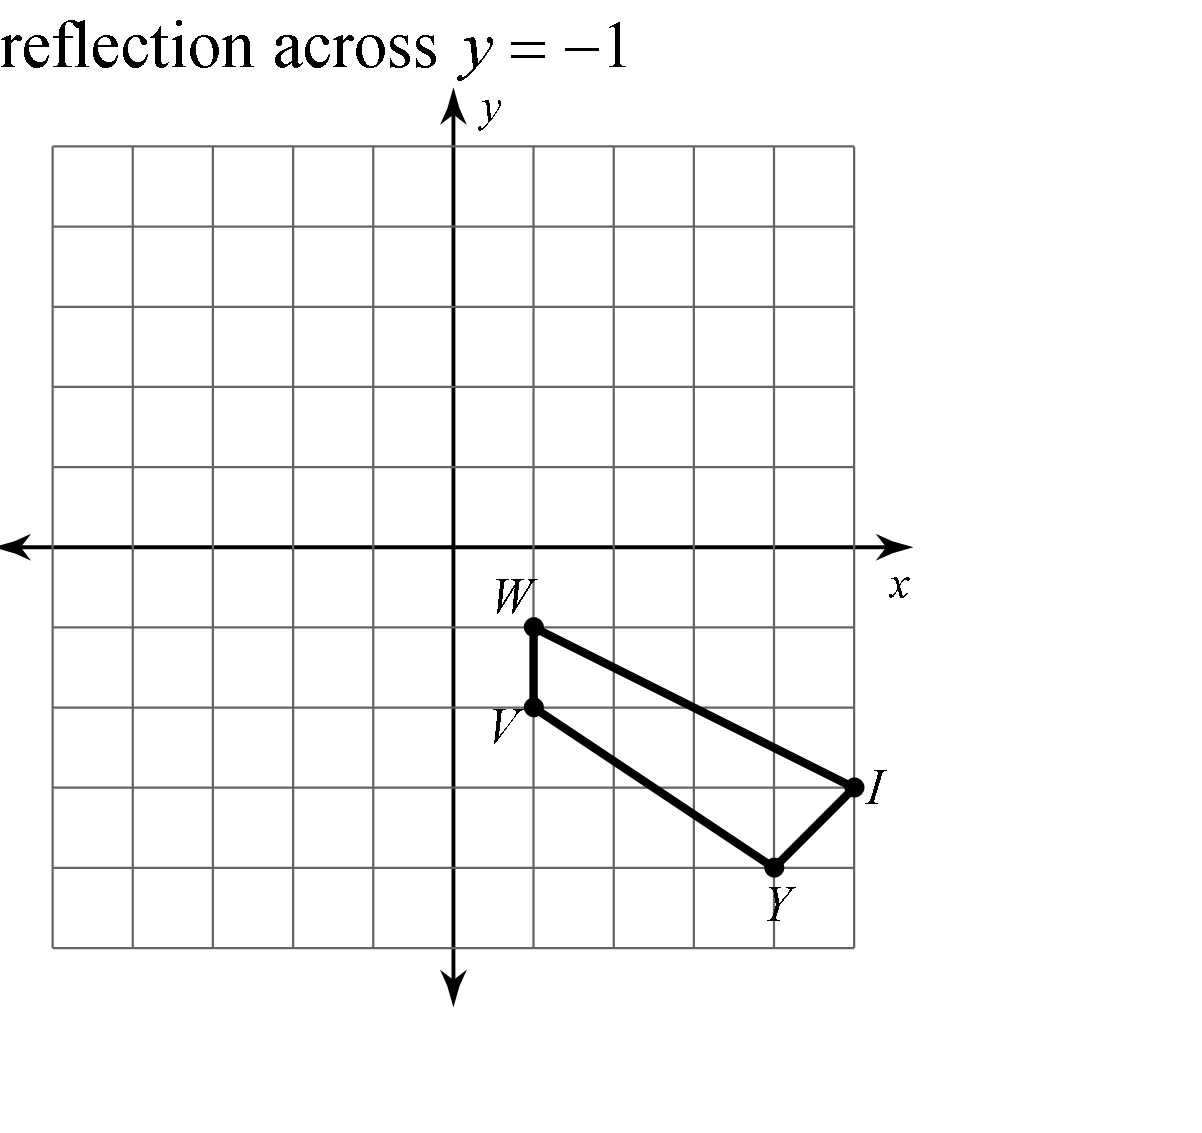 reflection across y = −1
y
x
W
V
I
Y